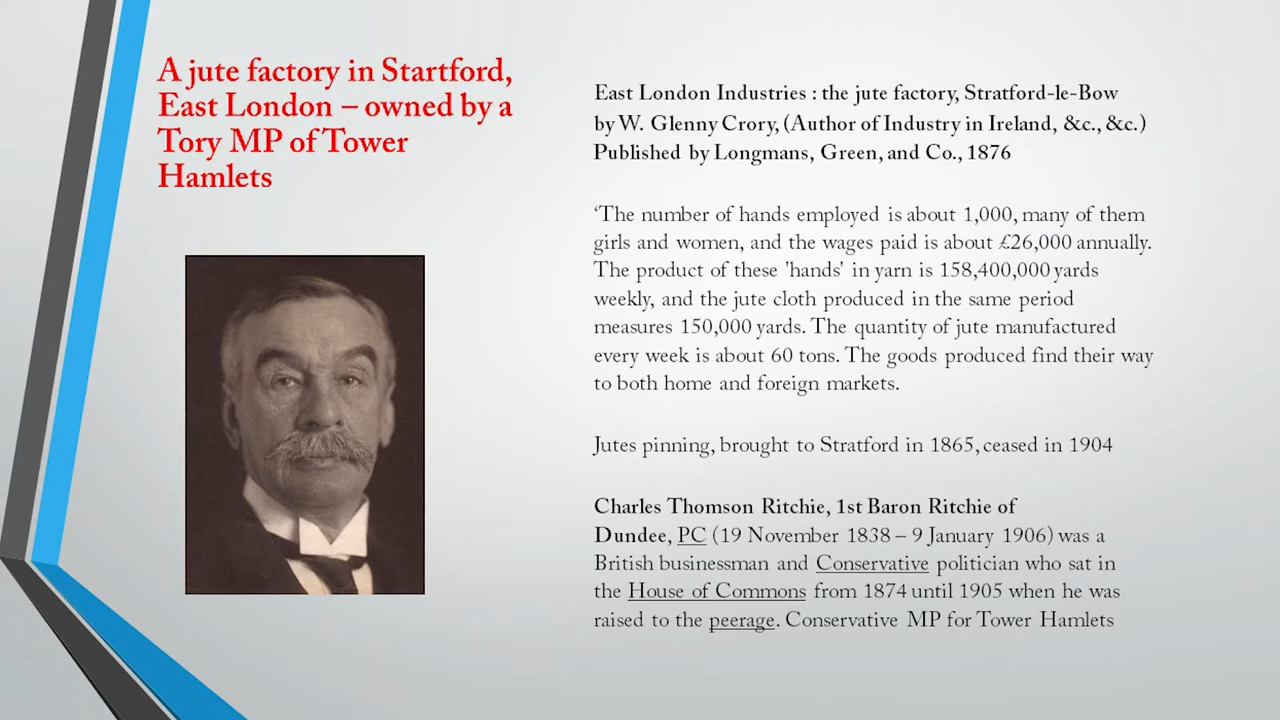 A jute factory in Startford,
East London – owned by a
Tory MP of Tower
Hamlets
East London Industries : the jute factory, Stratford-le-Bow
by W. Glenny Crory, (Author of Industry in Ireland, &c., &c.)
Published by Longmans, Green, and Co., 1876
‘The number of hands employed is about 1,000, many of them
girls and women, and the wages paid is about £26,000 annually.
The product of these 'hands' in yarn is 158,400,000 yards
weekly, and the jute cloth produced in the same period
measures 150,000 yards. The quantity of jute manufactured
every week is about 60 tons. The goods produced find their way
to both home and foreign markets.
Jutes pinning, brought to Stratford in 1865, ceased in 1904
Charles Thomson Ritchie, 1st Baron Ritchie of
Dundee, PC (19 November 1838 – 9 January 1906) was a
British businessman and Conservative politician who sat in
the House of Commons from 1874 until 1905 when he was
raised to the peerage. Conservative MP for Tower Hamlets